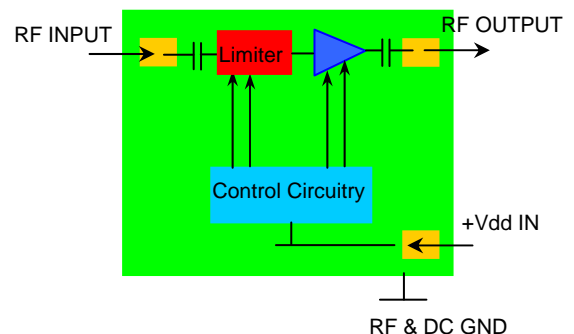 RF INPUT
RF OUTPUT
Limiter
Control Circuitry
+Vdd IN
RF & DC GND